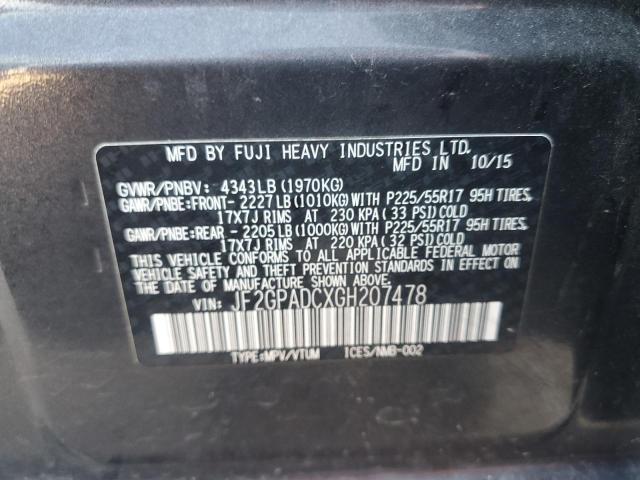 MFD BY FUJI HEAVY INDUSTRIES LTD.
MFD IN 10/15
GVWR/PNBV: 4343LB(1970KG)
GAWR/PNBE:FRONT- 2227LB(1010KG)WITH P225/55R17 95H TIRES,
17X7J RIMS AT 230 KPA(33 PSI)COLD
GAWR/PNBE:REAR - 2205LB(1000KG)WITH P225/55R17 95H TIRES,
17X7J RIMS AT 220 KPA(32 PSI)COLD
THIS VEHICLE CONFORMS TO ALL APPLICABLE FEDERAL MOTOR
VEHICLE SAFETY AND THEFT PREVENTION STANDARDS IN EFFECT ON
THE DATE OF MANUFACTURE SHOWN ABOVE.
VIN: JF2GPADCXGH207478
TYPE:MPV/VTUM ICES/NMB-002